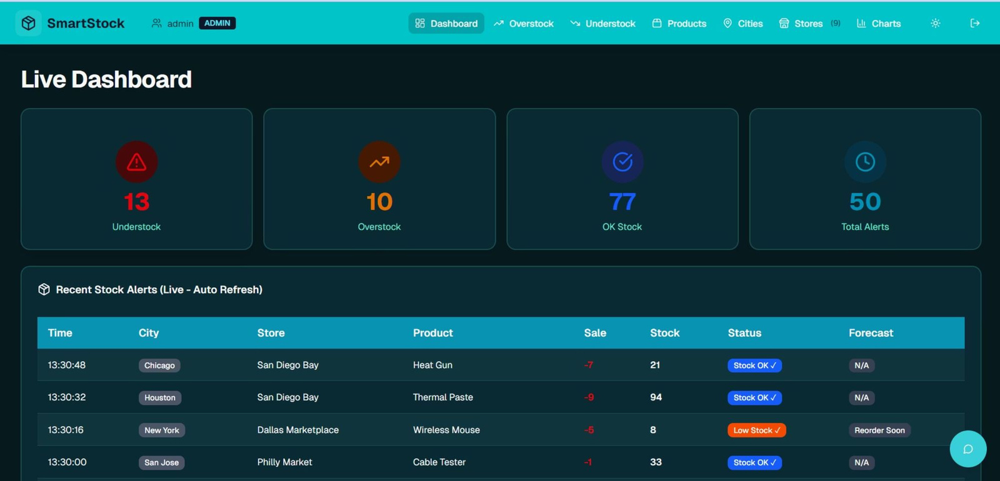 SmartStock admin ADMIN Dashboard Overstock Understock Products Cities Stores (9) Charts
Live Dashboard
13
Understock
10
Overstock
77
OK Stock
50
Total Alerts
Recent Stock Alerts (Live - Auto Refresh)
Time City Store Product Sale Stock Status Forecast
13:30:48 Chicago San Diego Bay Heat Gun -7 21 Stock OK ✓ N/A
13:30:32 Houston San Diego Bay Thermal Paste -9 94 Stock OK ✓ N/A
13:30:16 New York Dallas Marketplace Wireless Mouse -5 8 Low Stock ✓ Reorder Soon
13:30:00 San Jose Philly Market Cable Tester -1 33 Stock OK ✓ N/A